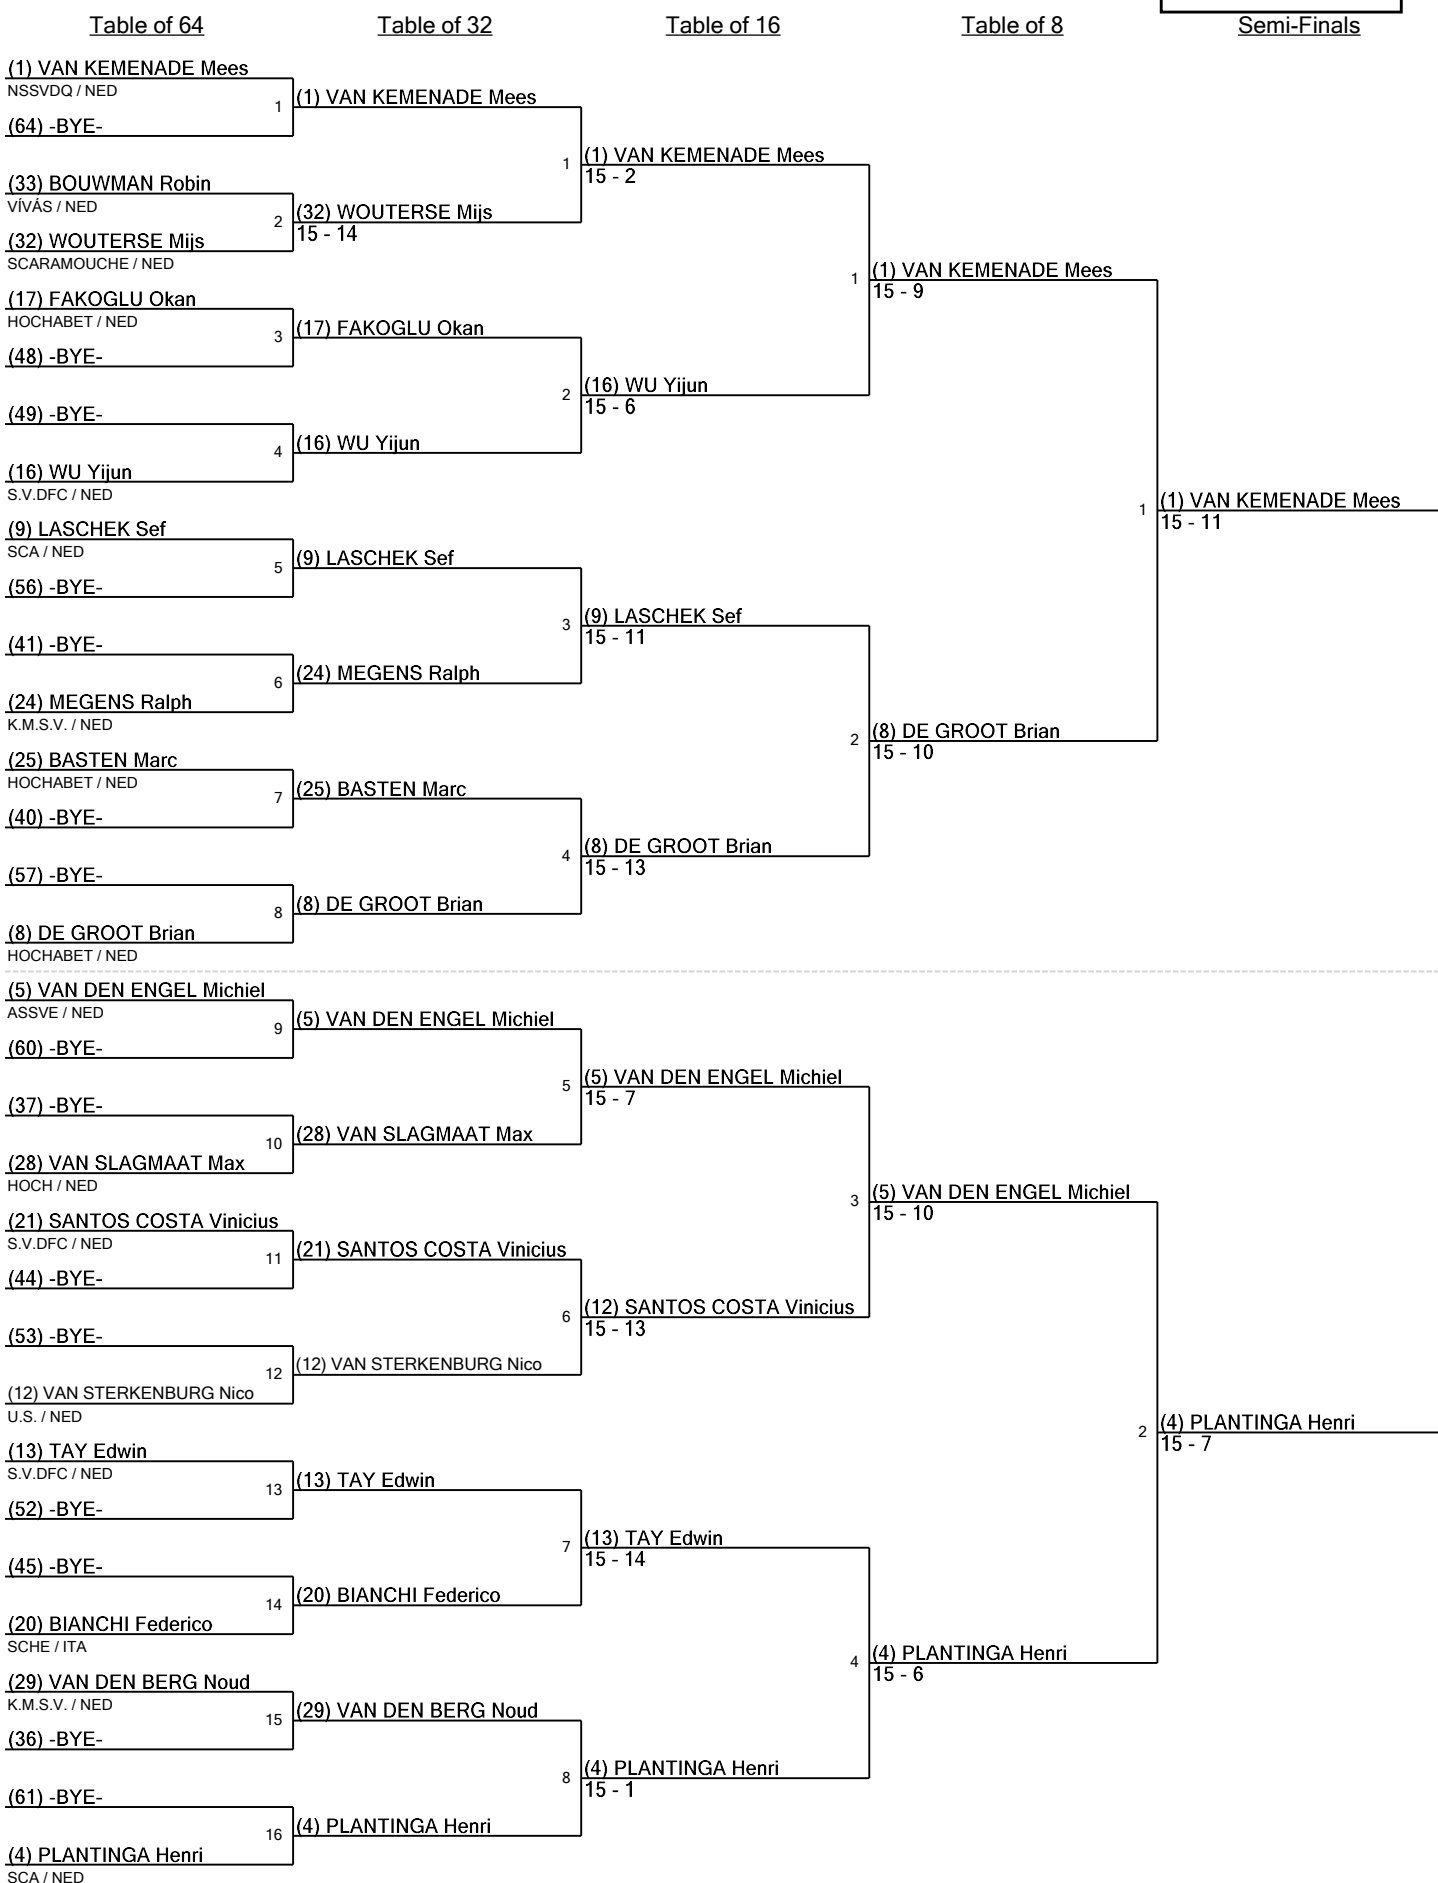 Table of 64
Table of 32
Table of 16
Table of 8
Semi-Finals
(1) VAN KEMENADE Mees
NSSVDQ / NED
1
(64) -BYE-
(33) BOUWMAN Robin
VÍVÁS / NED
2
(32) WOUTERSE Mijs
SCARAMOUCHE / NED
(17) FAKOGLU Okan
HOCHABET / NED
3
(48) -BYE-
(49) -BYE-
4
(16) WU Yijun
S.V.DFC / NED
(9) LASCHEK Sef
SCA / NED
5
(56) -BYE-
(41) -BYE-
6
(24) MEGENS Ralph
K.M.S.V. / NED
(25) BASTEN Marc
HOCHABET / NED
7
(40) -BYE-
(57) -BYE-
8
(8) DE GROOT Brian
HOCHABET / NED
(5) VAN DEN ENGEL Michiel
ASSVE / NED
9
(60) -BYE-
(37) -BYE-
10
(28) VAN SLAGMAAT Max
HOCH / NED
(21) SANTOS COSTA Vinicius
S.V.DFC / NED
11
(44) -BYE-
(53) -BYE-
12
(12) VAN STERKENBURG Nico
U.S. / NED
(13) TAY Edwin
S.V.DFC / NED
13
(52) -BYE-
(45) -BYE-
14
(20) BIANCHI Federico
SCHE / ITA
(29) VAN DEN BERG Noud
K.M.S.V. / NED
15
(36) -BYE-
(61) -BYE-
16
(4) PLANTINGA Henri
SCA / NED
(1) VAN KEMENADE Mees
1
(32) WOUTERSE Mijs
15 - 14
(17) FAKOGLU Okan
2
(16) WU Yijun
(9) LASCHEK Sef
3
(24) MEGENS Ralph
(25) BASTEN Marc
4
(8) DE GROOT Brian
(5) VAN DEN ENGEL Michiel
5
(28) VAN SLAGMAAT Max
(21) SANTOS COSTA Vinicius
6
(12) VAN STERKENBURG Nico
(13) TAY Edwin
7
(20) BIANCHI Federico
(29) VAN DEN BERG Noud
8
(4) PLANTINGA Henri
(1) VAN KEMENADE Mees
15 - 2
1
(16) WU Yijun
15 - 6
(9) LASCHEK Sef
15 - 11
2
(8) DE GROOT Brian
15 - 13
(5) VAN DEN ENGEL Michiel
15 - 7
3
(12) SANTOS COSTA Vinicius
15 - 13
(13) TAY Edwin
15 - 14
4
(4) PLANTINGA Henri
15 - 1
(1) VAN KEMENADE Mees
15 - 9
1
(8) DE GROOT Brian
15 - 10
(5) VAN DEN ENGEL Michiel
15 - 10
2
(4) PLANTINGA Henri
15 - 6
(1) VAN KEMENADE Mees
15 - 11
(4) PLANTINGA Henri
15 - 7